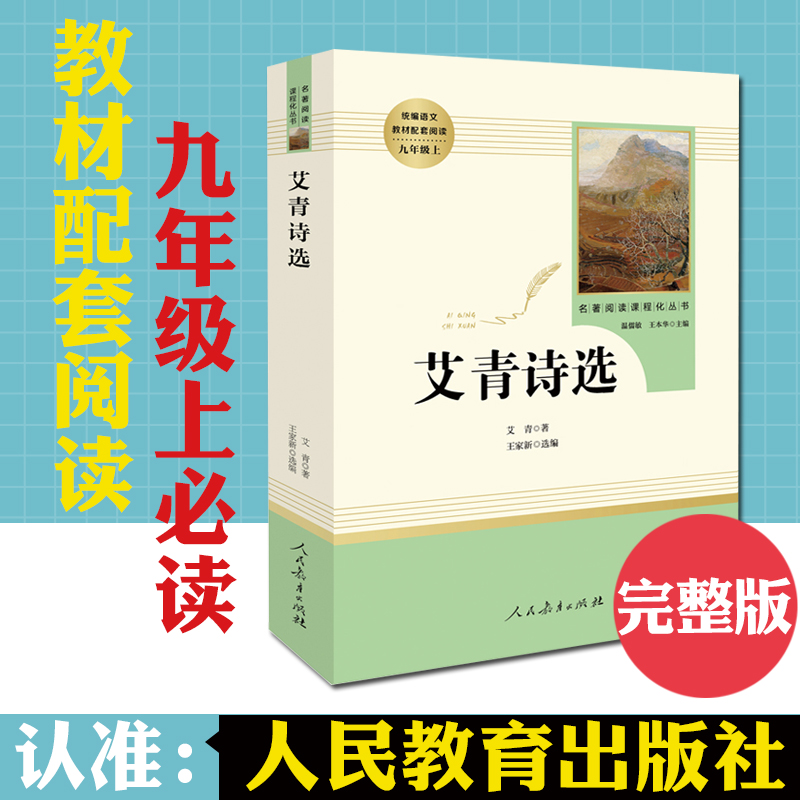 教材配套阅读
九年级上必读
名著阅读
课程化丛书
艾青诗选
艾青◎著
王家新◎选编
人民教育出版社
统编语文
教材配套阅读
九年级上
名著阅读课程化丛书
温儒敏 王本华◎主编
AI QING
SHI XUAN
艾青诗选
艾青◎著
王家新◎选编
人民教育出版社
完整版
认准：人民教育出版社